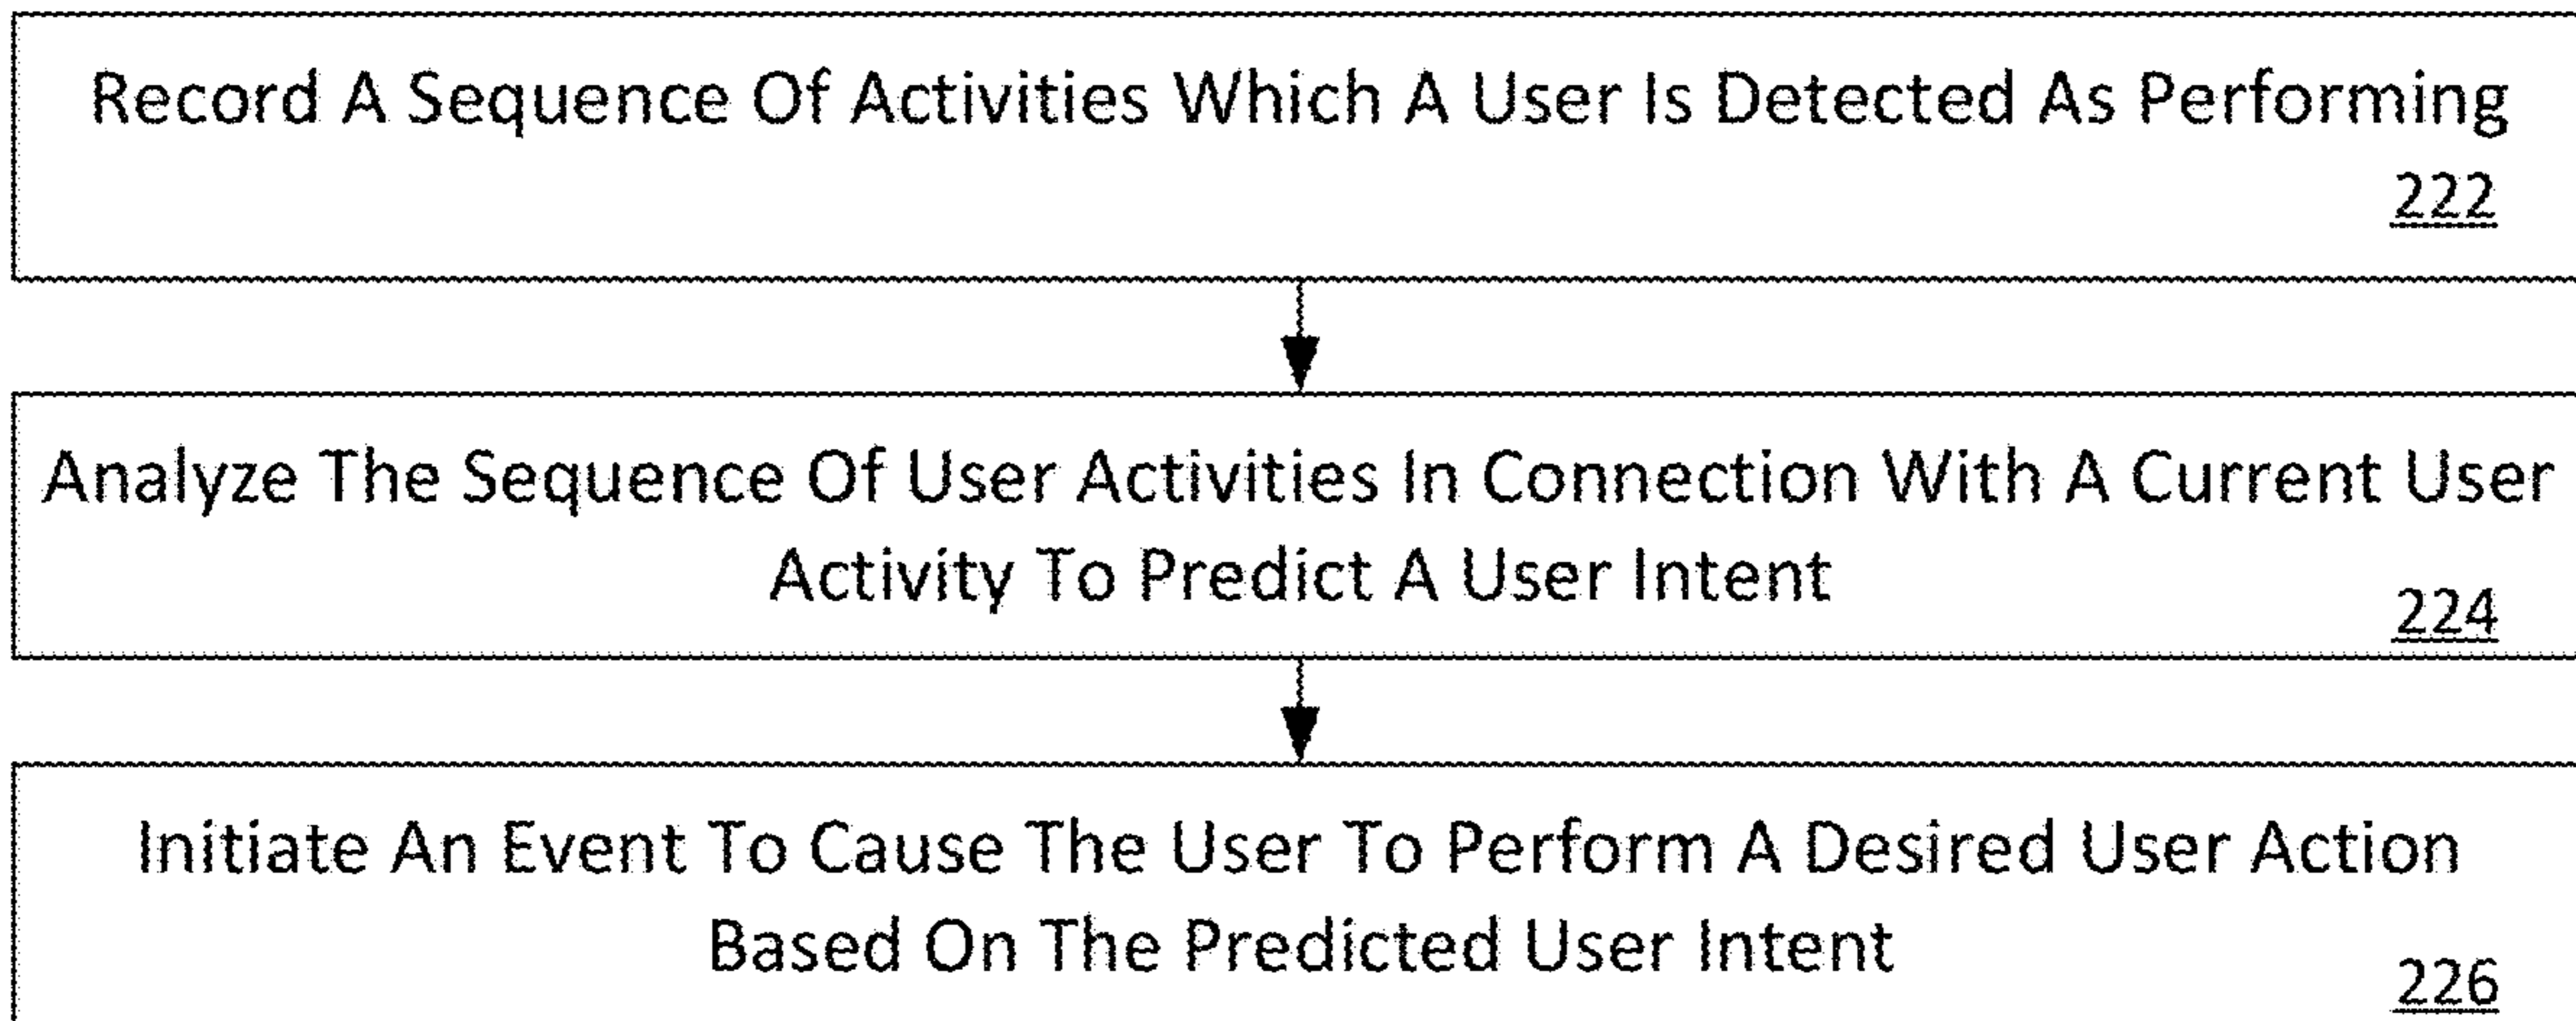 Record A Sequence Of Activities Which A User Is Detected As Performing
222
Analyze The Sequence Of User Activities In Connection With A Current User
Activity To Predict A User Intent
224
Initiate An Event To Cause The User To Perform A Desired User Action
Based On The Predicted User Intent
226